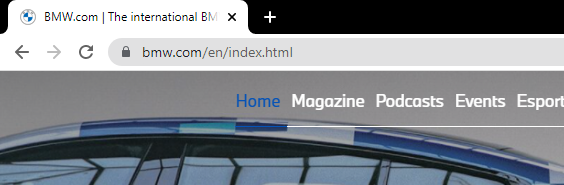 BMW.com | The international BM
bmw.com/en/index.html
Home Magazine Podcasts Events Esport